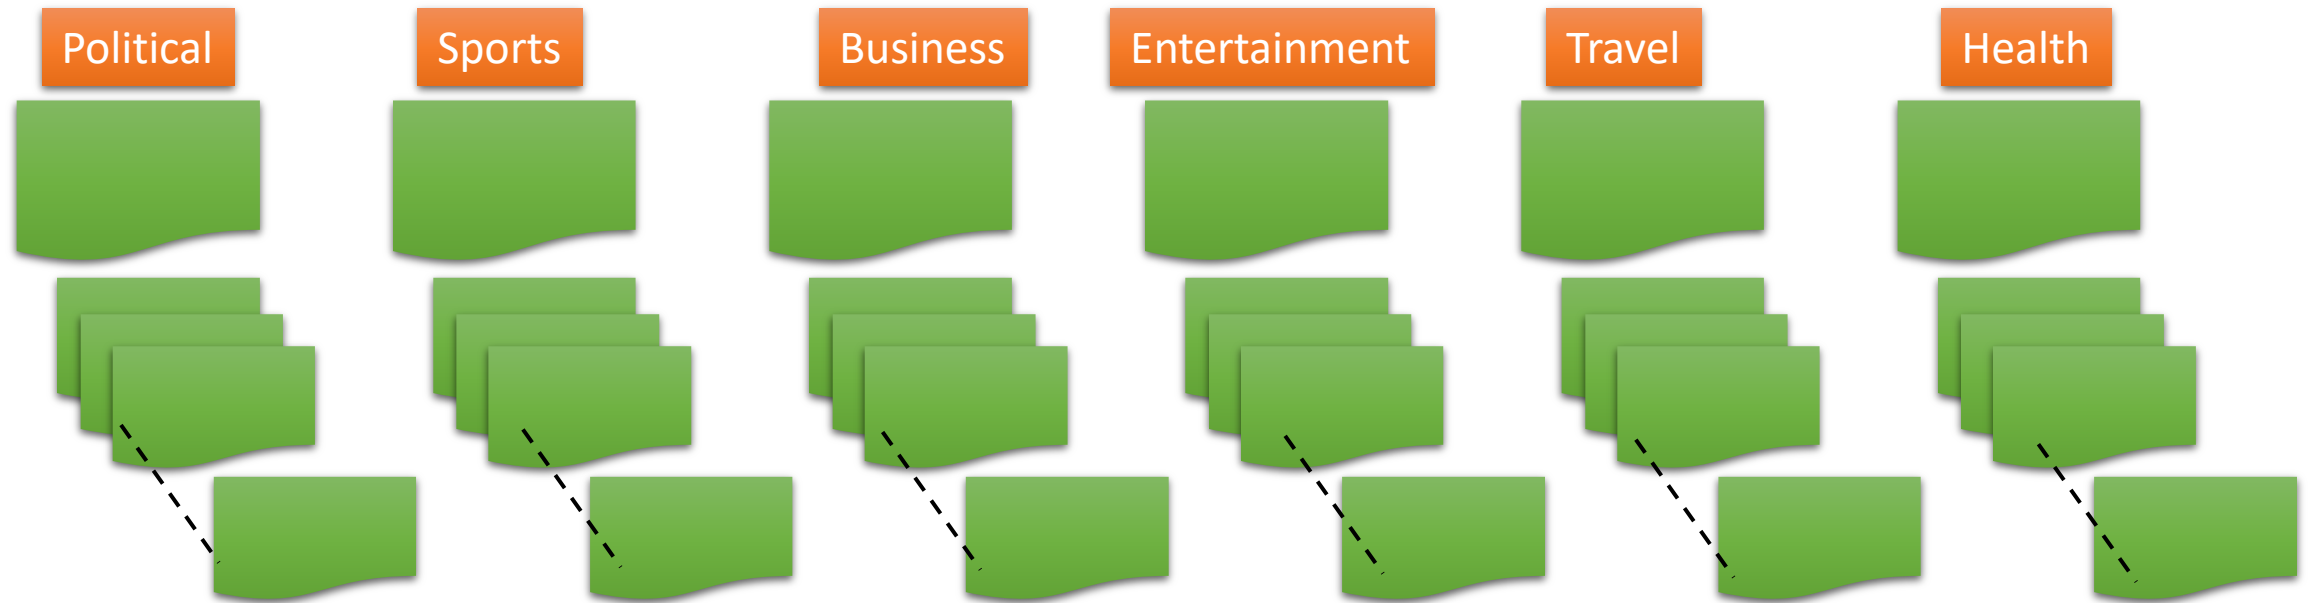 Political
Sports
Business
Entertainment
Travel
Health